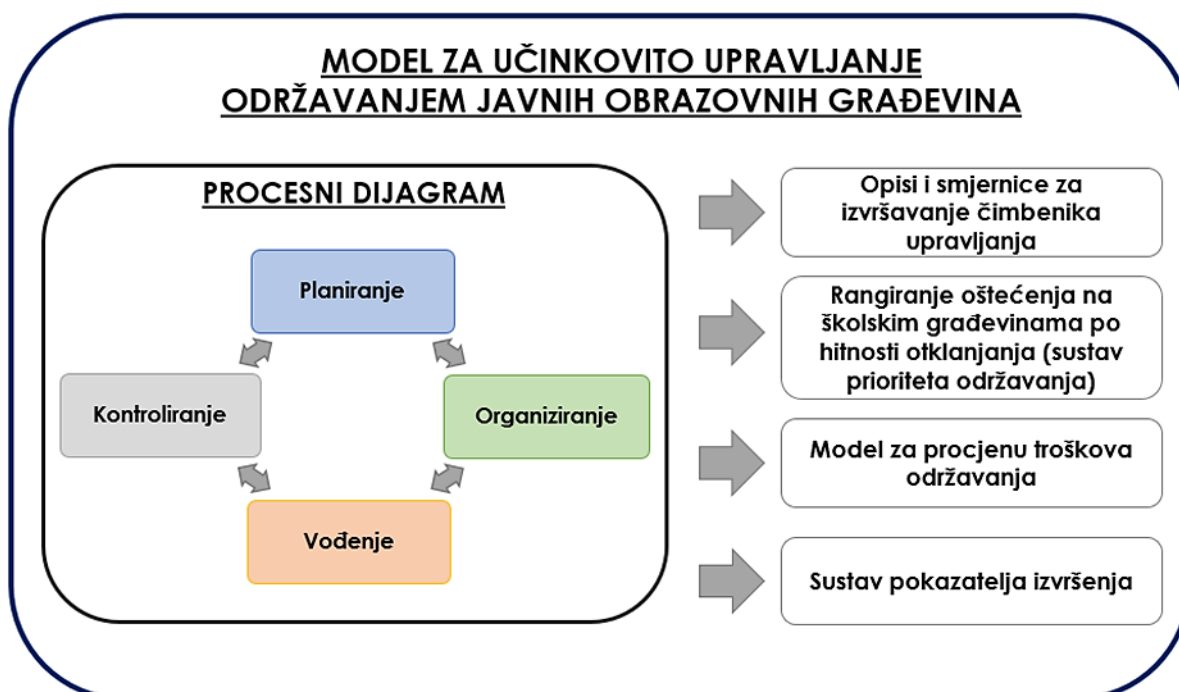 MODEL ZA UČINKOVITO UPRAVLJANJE
ODRŽAVANJEM JAVNIH OBRAZOVNIH GRAĐEVINA
PROCESNI DIJAGRAM
Planiranje
Kontroliranje
Organiziranje
Vođenje
Opisi i smjernice za
izvršavanje čimbenika
upravljanja
Rangiranje oštećenja na
školskim građevinama po
hitnosti otklanjanja (sustav
prioriteta održavanja)
Model za procjenu troškova
održavanja
Sustav pokazatelja izvršenja